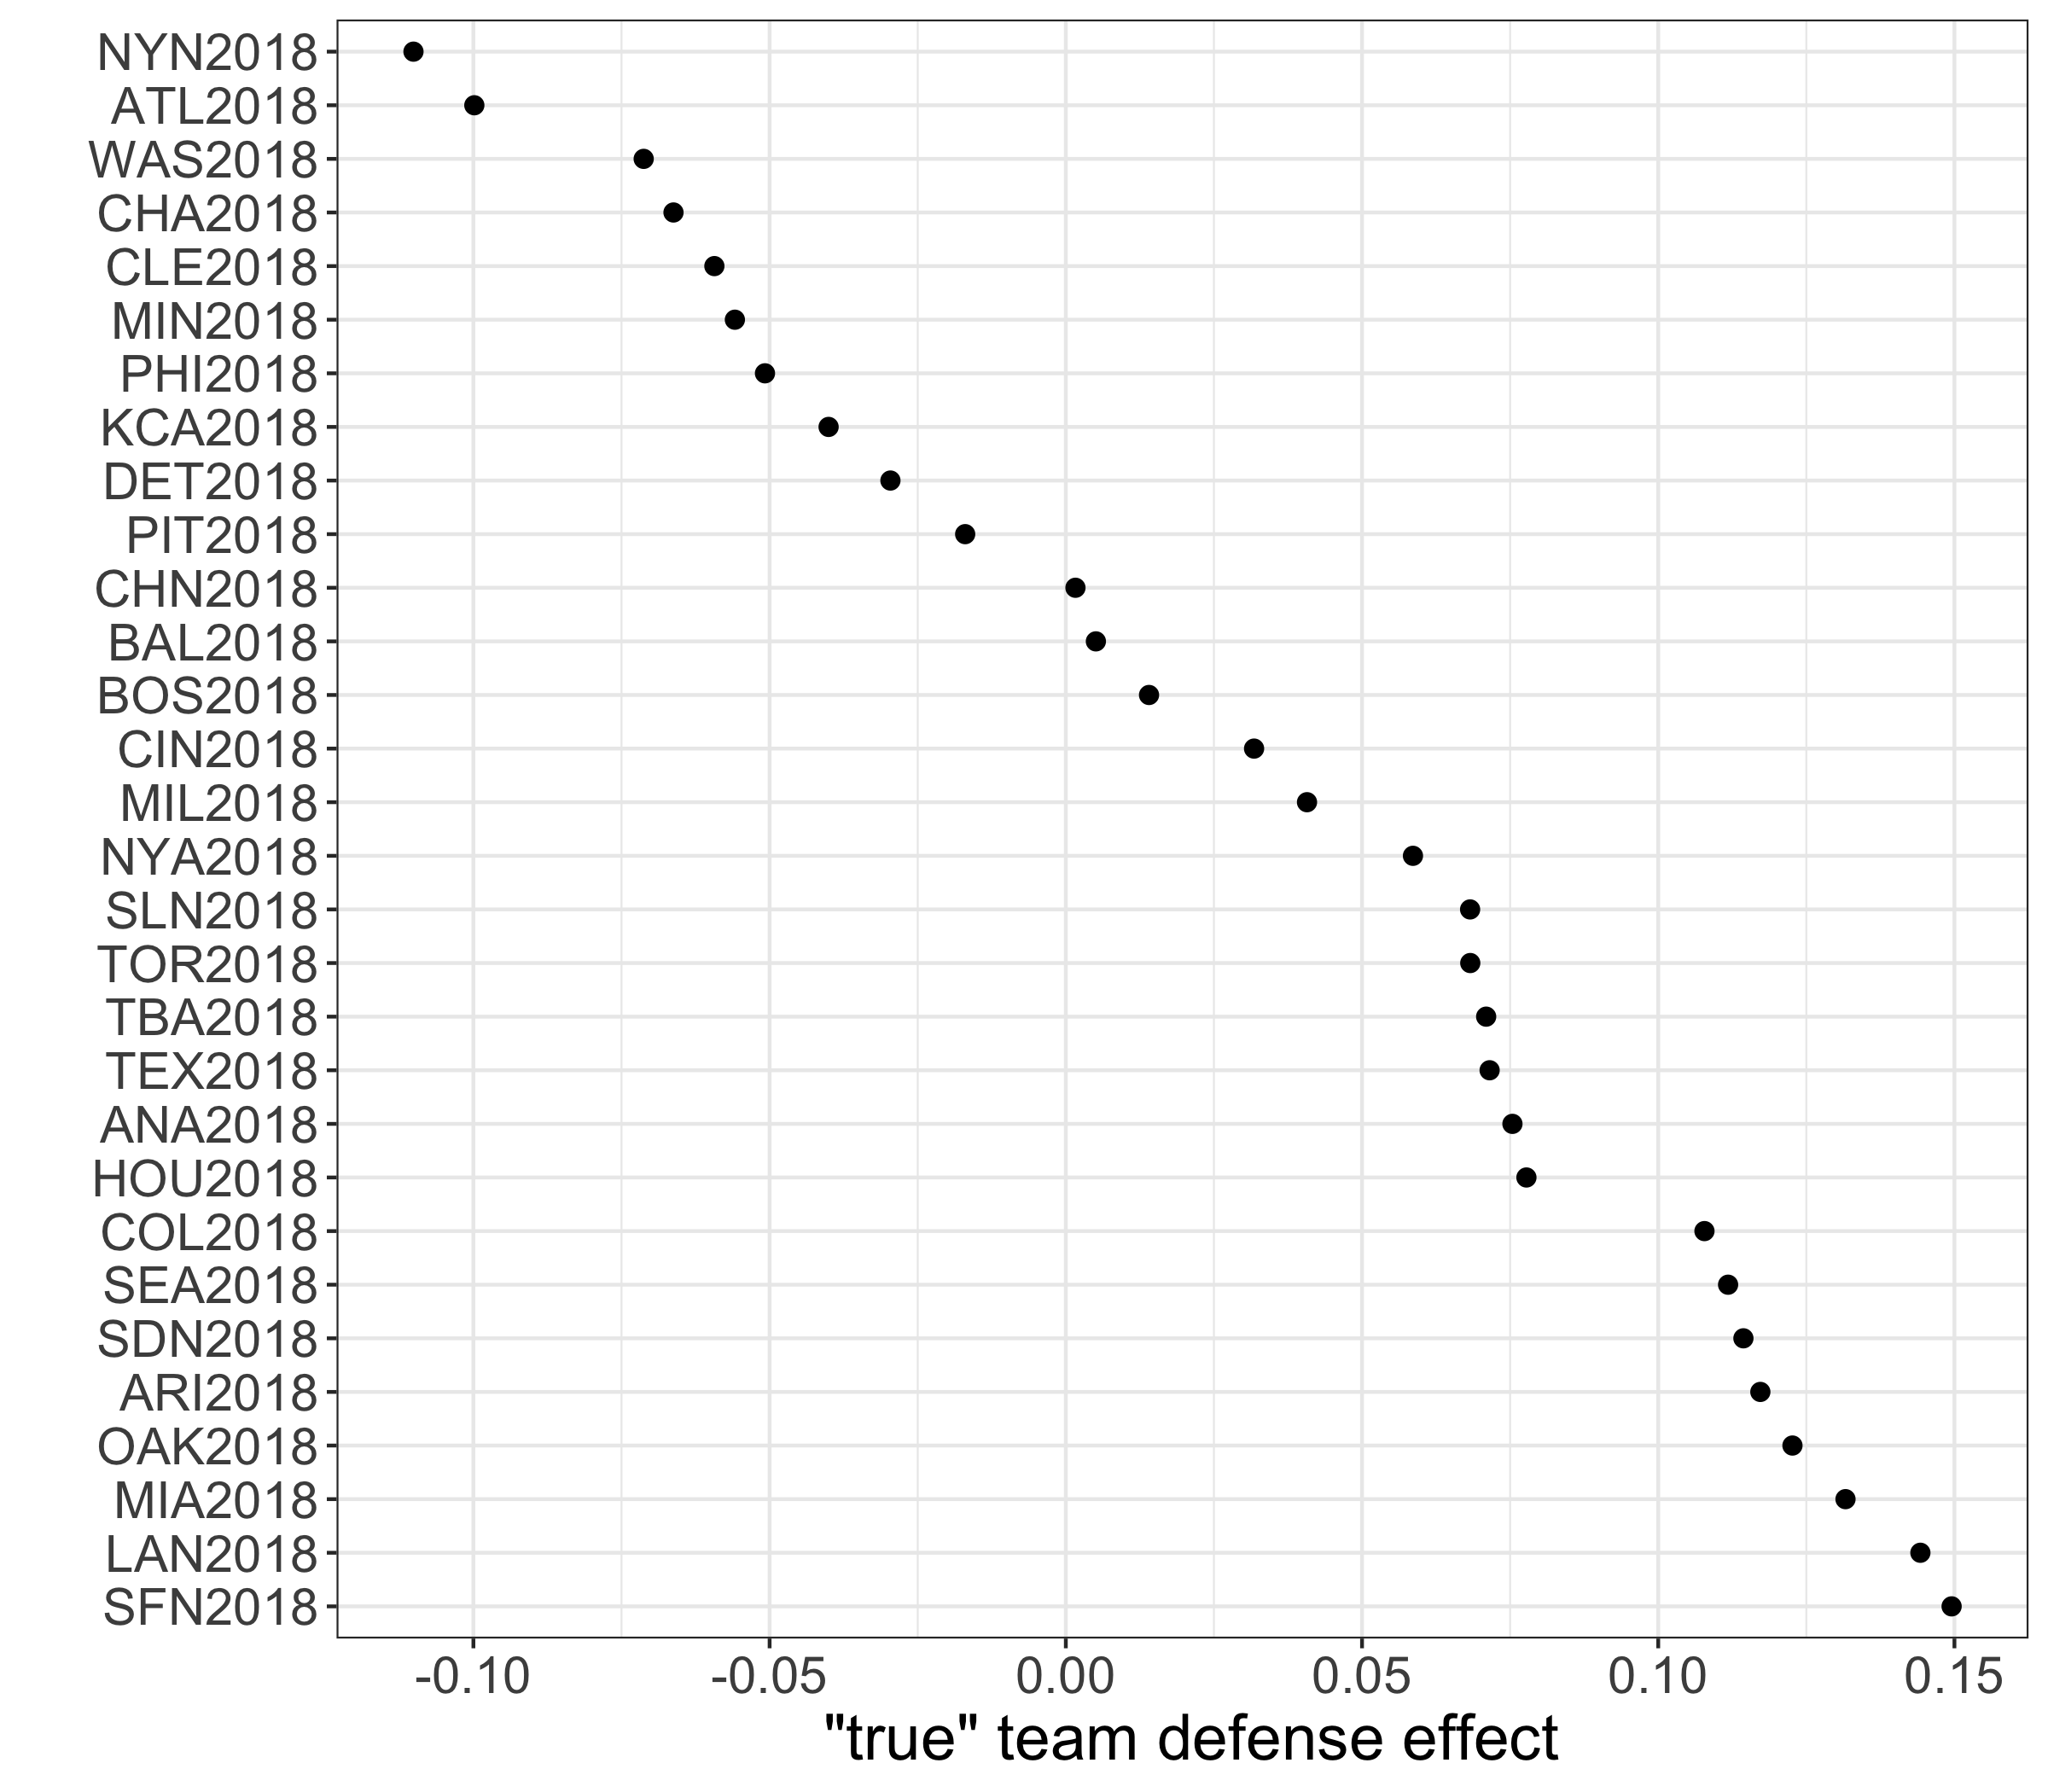 NYN2018
ATL2018
WAS2018
CHA2018
CLE2018
MIN2018
PHI2018
KCA2018
DET2018
PIT2018
CHN2018
BAL2018
BOS2018
CIN2018
MIL2018
NYA2018
SLN2018
TOR2018
TBA2018
TEX2018
ANA2018
HOU2018
COL2018
SEA2018
SDN2018
ARI2018
OAK2018
MIA2018
LAN2018
SFN2018
-0.10 -0.05 0.00 0.05 0.10 0.15
"true" team defense effect